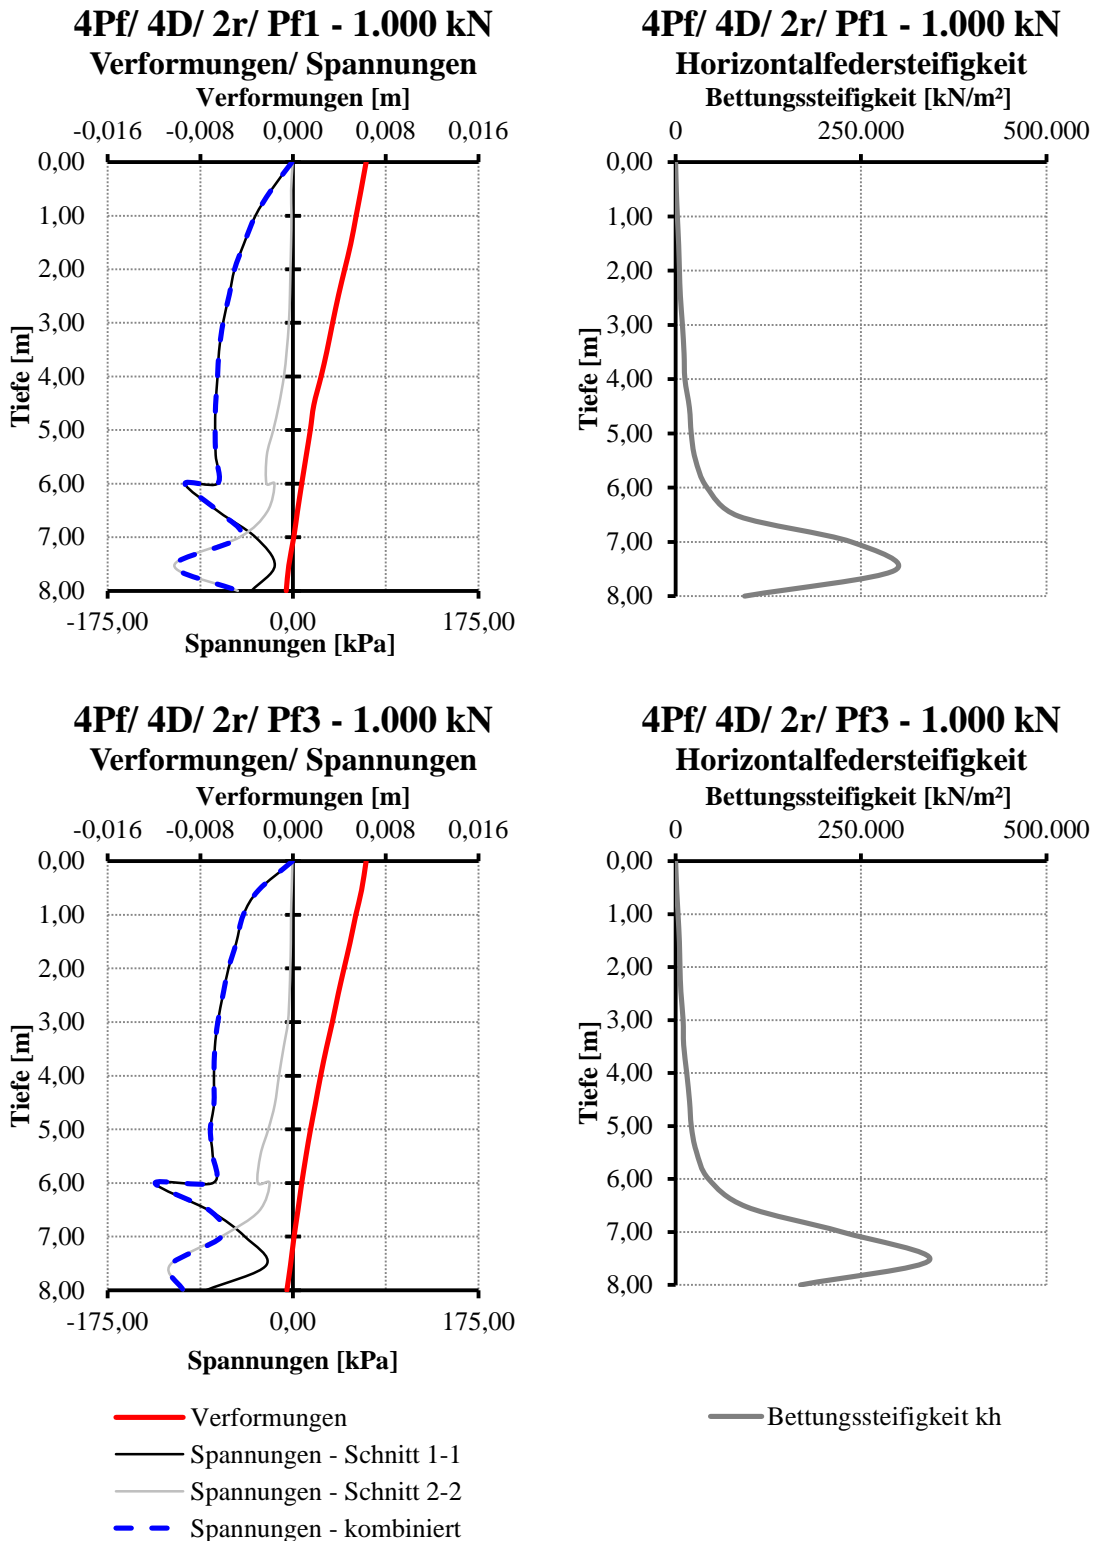 4Pf/ 4D/ 2r/ Pf1 - 1.000 kN
Verformungen/ Spannungen
Verformungen [m]
-0,016 -0,008 0,000 0,008 0,016
0,00
1,00
2,00
3,00
4,00
5,00
6,00
7,00
8,00
Tiefe [m]
-175,00 0,00 175,00
Spannungen [kPa]
4Pf/ 4D/ 2r/ Pf1 - 1.000 kN
Horizontalfedersteifigkeit
Bettungssteifigkeit [kN/m²]
0 250.000 500.000
0,00
1,00
2,00
3,00
4,00
5,00
6,00
7,00
8,00
Tiefe [m]
4Pf/ 4D/ 2r/ Pf3 - 1.000 kN
Verformungen/ Spannungen
Verformungen [m]
-0,016 -0,008 0,000 0,008 0,016
0,00
1,00
2,00
3,00
4,00
5,00
6,00
7,00
8,00
Tiefe [m]
-175,00 0,00 175,00
Spannungen [kPa]
4Pf/ 4D/ 2r/ Pf3 - 1.000 kN
Horizontalfedersteifigkeit
Bettungssteifigkeit [kN/m²]
0 250.000 500.000
0,00
1,00
2,00
3,00
4,00
5,00
6,00
7,00
8,00
Tiefe [m]
Verformungen
Spannungen - Schnitt 1-1
Spannungen - Schnitt 2-2
Spannungen - kombiniert
Bettungssteifigkeit kh